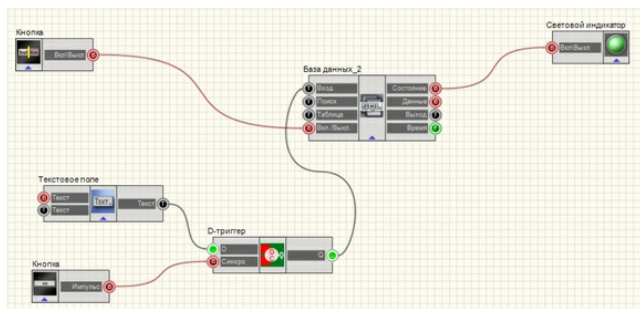 Кнопка
Вкл\Выкл
База данных_2
Вход
Поиск
Таблица
Вкл./Выкл.
Состояние
Данные
Выход
Время
Световой индикатор
Вкл\Выкл
Текстовое поле
Текст
Текст
Текст
D-триггер
D
Синхро
Q
Кнопка
Импульс